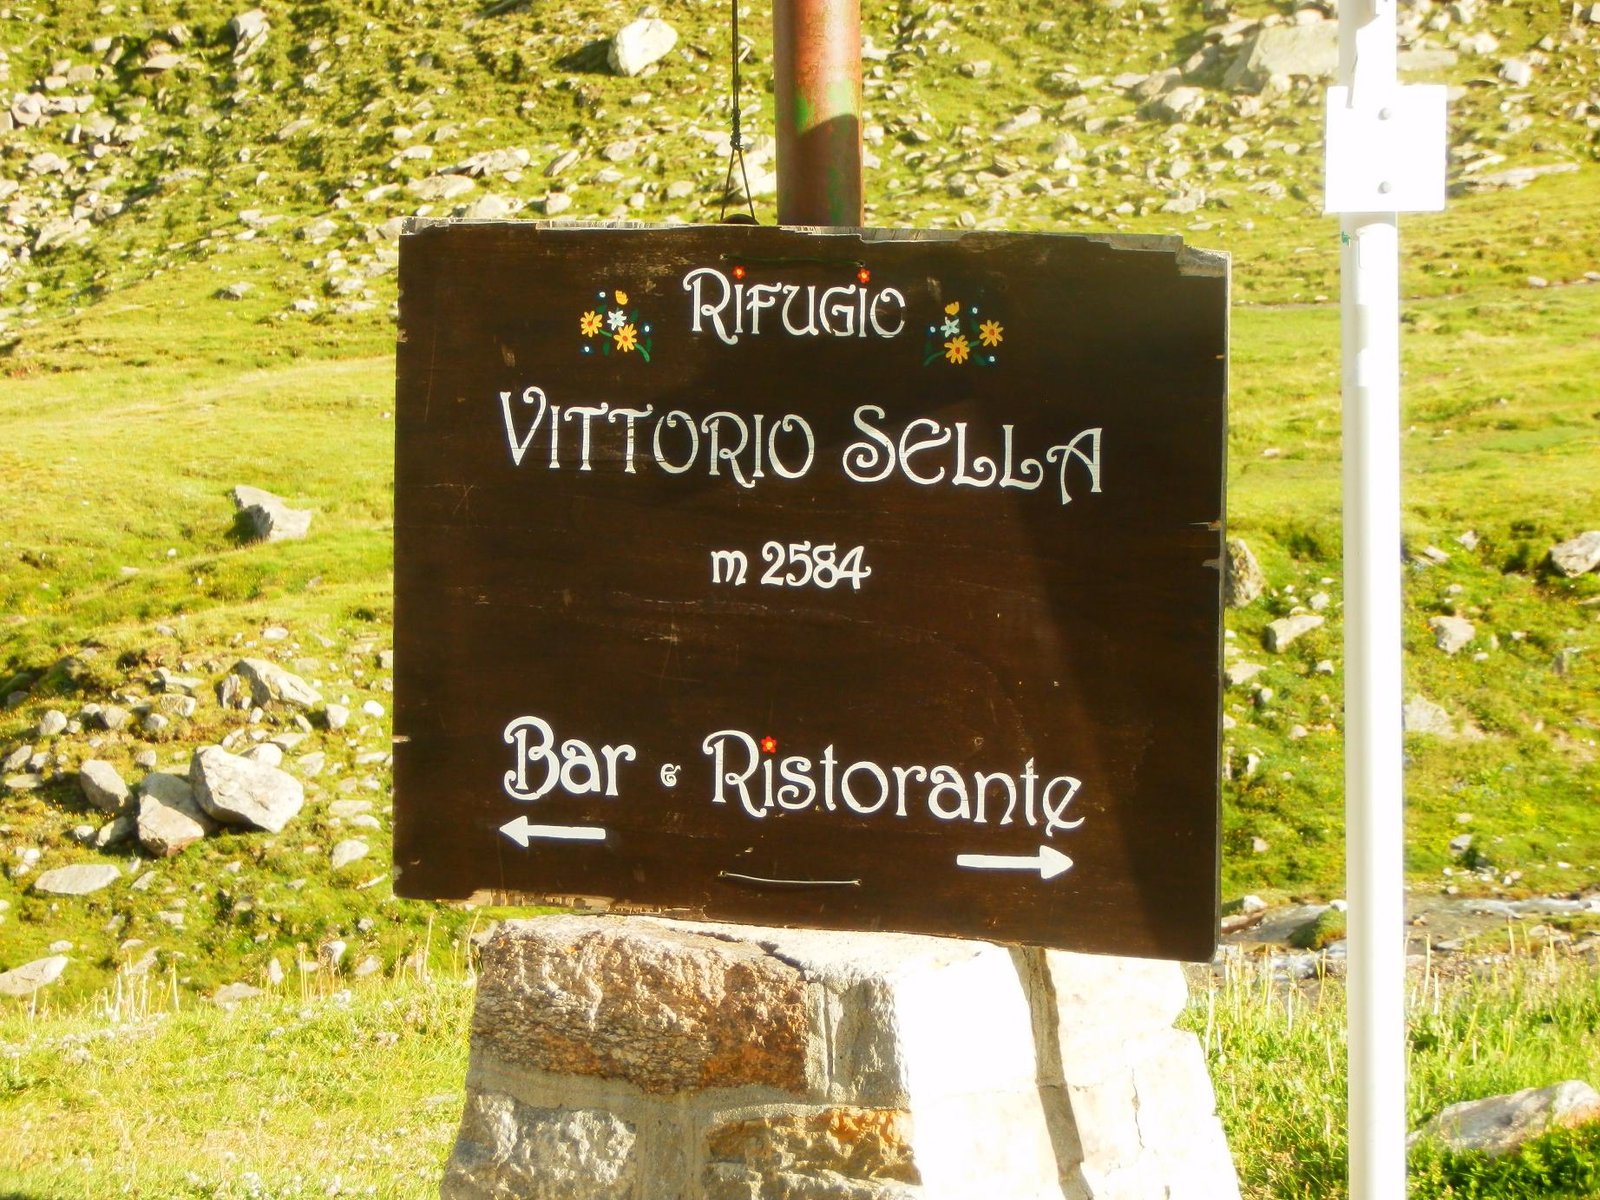 Rifugio
Vittorio Sella
m 2584
Bar e Ristorante